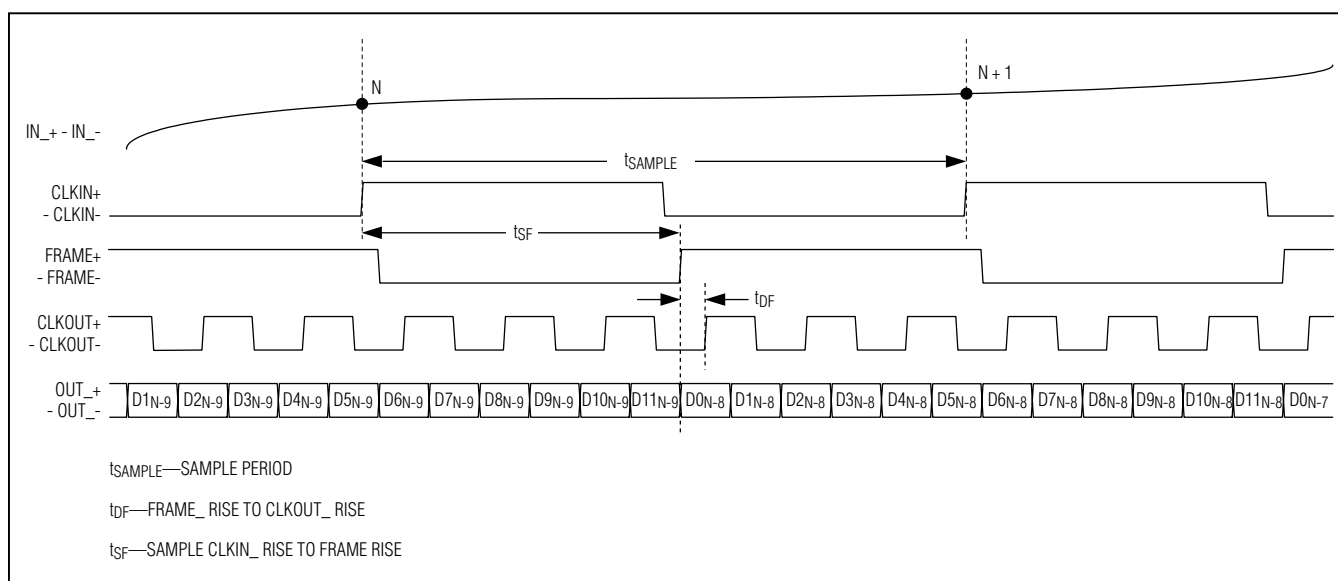 N
N + 1
IN_+ - IN_-
tSAMPLE
CLKIN+
- CLKIN-
tSF
FRAME+
- FRAME-
tDF
CLKOUT+
- CLKOUT-
OUT_+
- OUT_-
D1N-9 D2N-9 D3N-9 D4N-9 D5N-9 D6N-9 D7N-9 D8N-9 D9N-9 D10N-9 D11N-9 D0N-8 D1N-8 D2N-8 D3N-8 D4N-8 D5N-8 D6N-8 D7N-8 D8N-8 D9N-8 D10N-8 D11N-8 D0N-7
tSAMPLE—SAMPLE PERIOD
tDF—FRAME_ RISE TO CLKOUT_ RISE
tSF—SAMPLE CLKIN_ RISE TO FRAME RISE